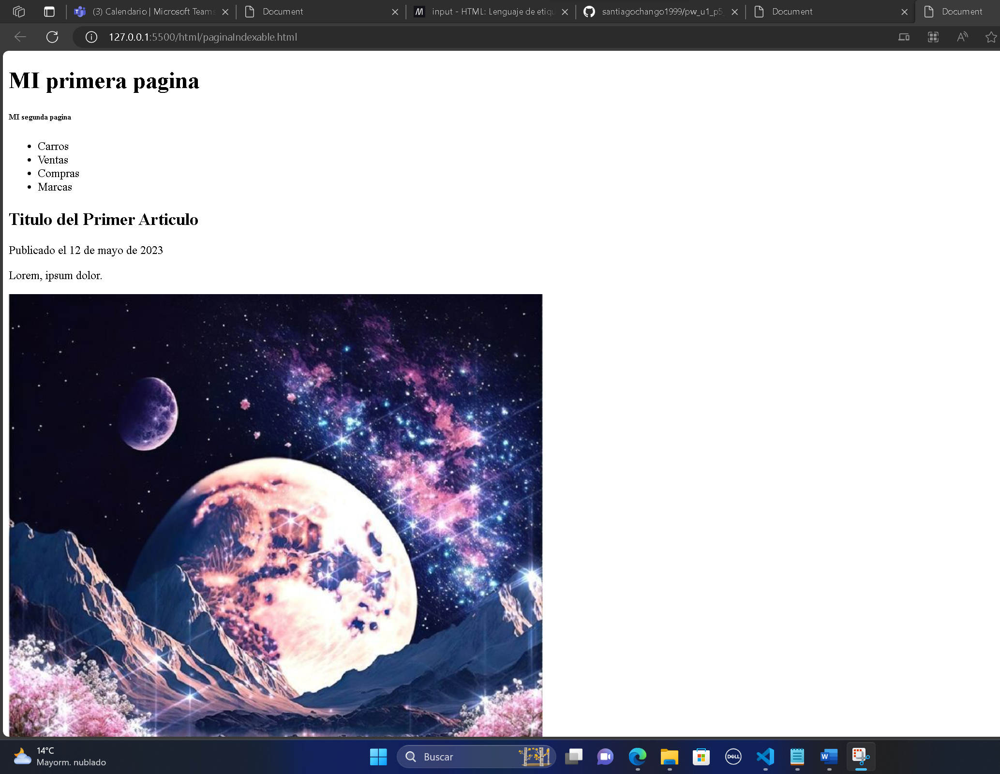 (3) Calendario | Microsoft Teams
Document
input - HTML: Lenguaje de etiqu
santiagochango1999/pw_u1_p5_
Document
Document
127.0.0.1:5500/html/paginaIndexable.html
MI primera pagina
MI segunda pagina
Carros
Ventas
Compras
Marcas
Titulo del Primer Articulo
Publicado el 12 de mayo de 2023
Lorem, ipsum dolor.
14°C
Mayorm. nublado
Buscar
DELL